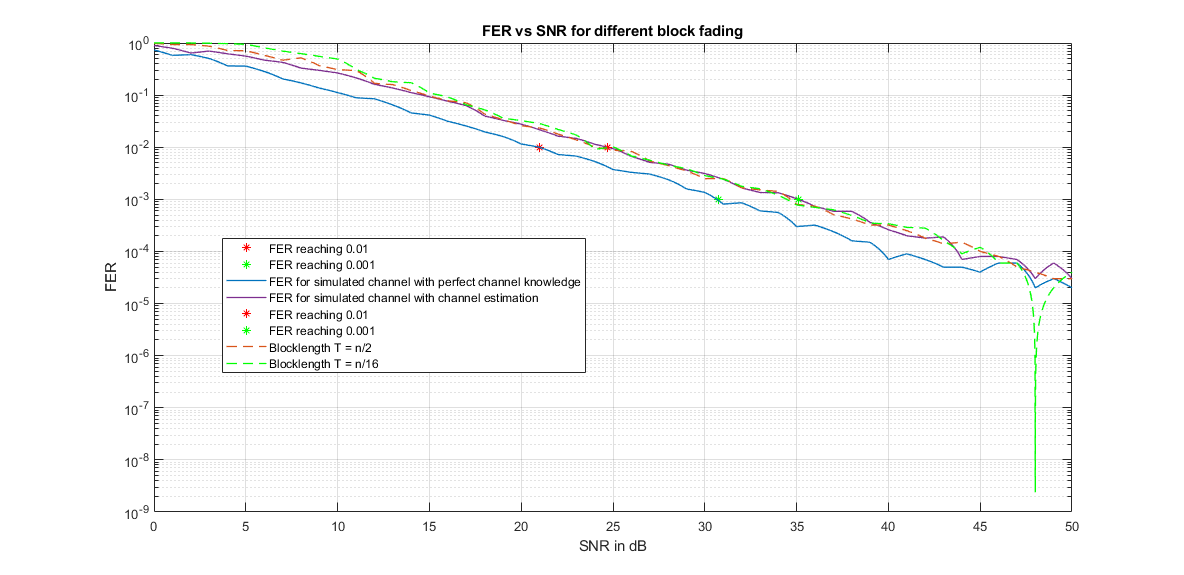 FER vs SNR for different block fading
10^0
10^-1
10^-2
10^-3
10^-4
10^-5
10^-6
10^-7
10^-8
10^-9
FER
FER reaching 0.01
FER reaching 0.001
FER for simulated channel with perfect channel knowledge
FER for simulated channel with channel estimation
FER reaching 0.01
FER reaching 0.001
Blocklength T = n/2
Blocklength T = n/16
0 5 10 15 20 25 30 35 40 45 50
SNR in dB